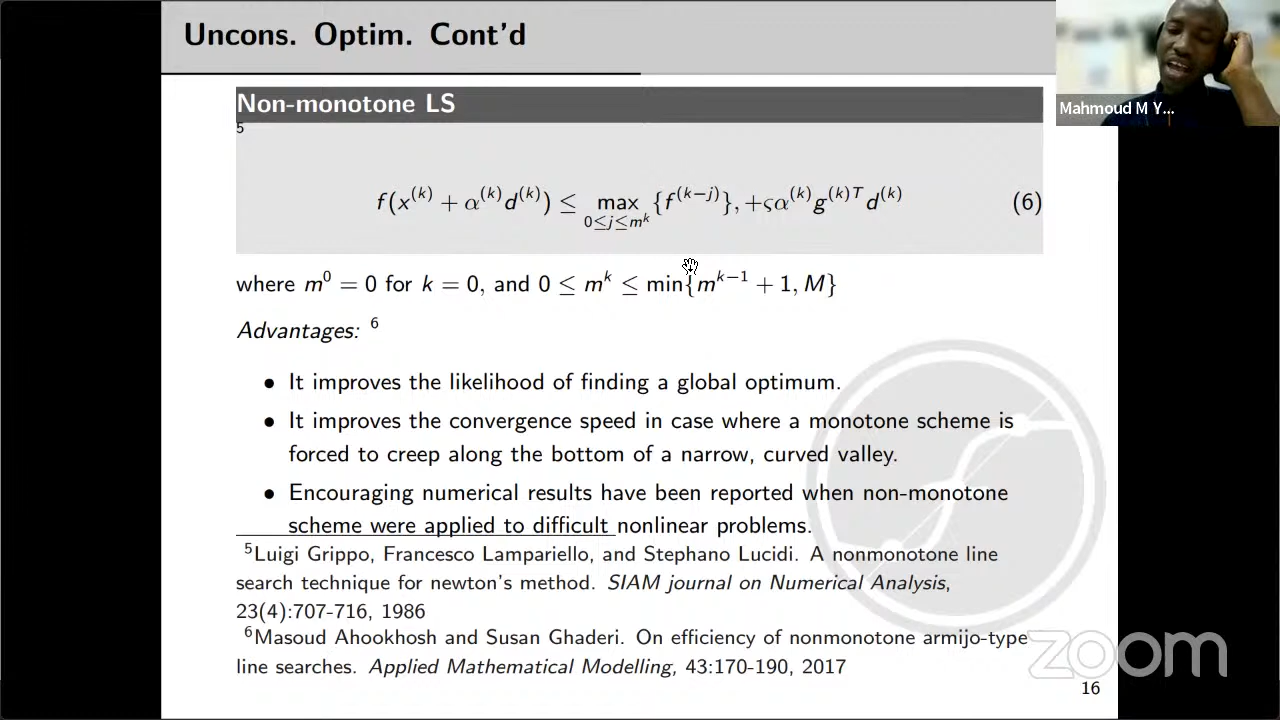 Uncons. Optim. Cont'd
Mahmoud M Y...
Non-monotone LS
5
f(x^(k) + α^(k)d^(k)) ≤ max_{0≤j≤m^k} {f^(k−j)}, +ςα^(k)g^(k)T d^(k) (6)
where m^0 = 0 for k = 0, and 0 ≤ m^k ≤ min{m^{k−1} + 1, M}
Advantages: 6
• It improves the likelihood of finding a global optimum.
• It improves the convergence speed in case where a monotone scheme is
forced to creep along the bottom of a narrow, curved valley.
• Encouraging numerical results have been reported when non-monotone
scheme were applied to difficult nonlinear problems.
5Luigi Grippo, Francesco Lampariello, and Stephano Lucidi. A nonmonotone line
search technique for newton's method. SIAM journal on Numerical Analysis,
23(4):707-716, 1986
6Masoud Ahookhosh and Susan Ghaderi. On efficiency of nonmonotone armijo-type
line searches. Applied Mathematical Modelling, 43:170-190, 2017
zoom
16